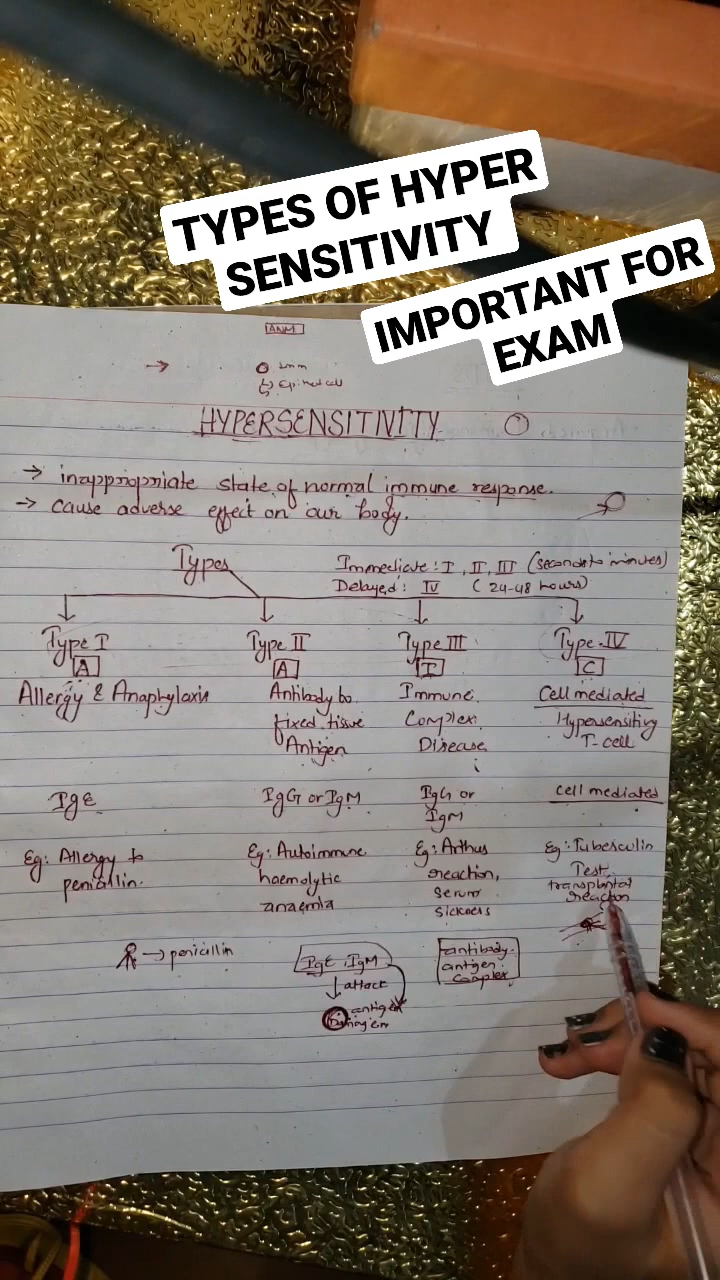 TYPES OF HYPER
SENSITIVITY
IMPORTANT FOR
EXAM
ANM
HYPERSENSITIVITY
→ inappropriate state of normal immune response.
→ cause adverse effect on our body.
Types
Immediate: I, II, III (seconds to minutes)
Delayed: IV (24-48 hours)
Type I Type II Type III Type IV
A A I C
Allergy & Anaphylaxis
Antibody to
fixed tissue
Antigen
Immune
Complex
Disease
Cell mediated
Hypersensitivity
T-cell
IgE
IgG or IgM
IgG or
IgM
cell mediated
Eg: Allergy to
penicillin.
Eg: Autoimmune
haemolytic
anaemia
Eg: Arthus
reaction,
serum
sickness
Eg: Tuberculin
Test,
transplantat
reaction
→ penicillin
IgE IgM
attack
antigen
antibody-
antigen
complex